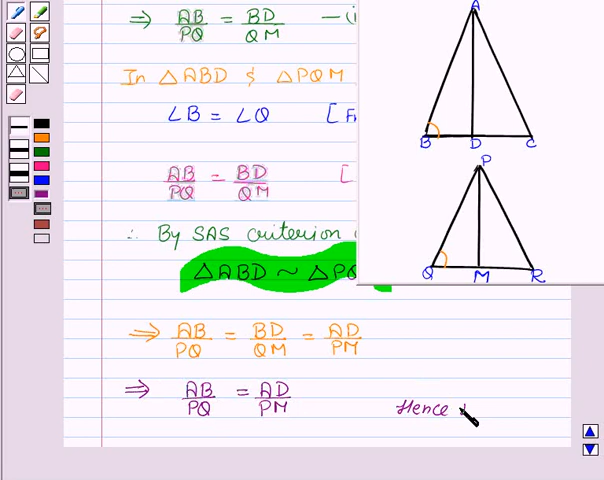 ⇒ AB/PQ = BD/QM —(i
In △ABD & △PQM
∠B = ∠Q [
AB/PQ = BD/QM [
∴ By SAS criterion
△ABD ~ △PQ
⇒ AB/PQ = BD/QM = AD/PM
⇒ AB/PQ = AD/PM
Hence
A
B D C
P
Q M R